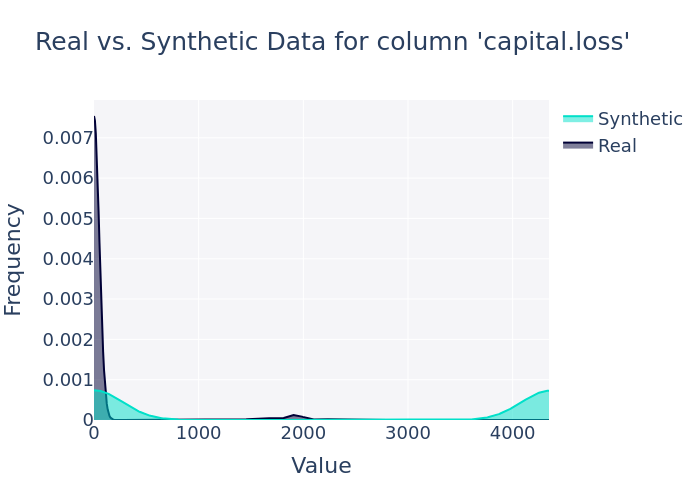 Real vs. Synthetic Data for column 'capital.loss'
Synthetic
Real
0.007
0.006
0.005
0.004
0.003
0.002
0.001
0
0
1000
2000
3000
4000
Value
Frequency